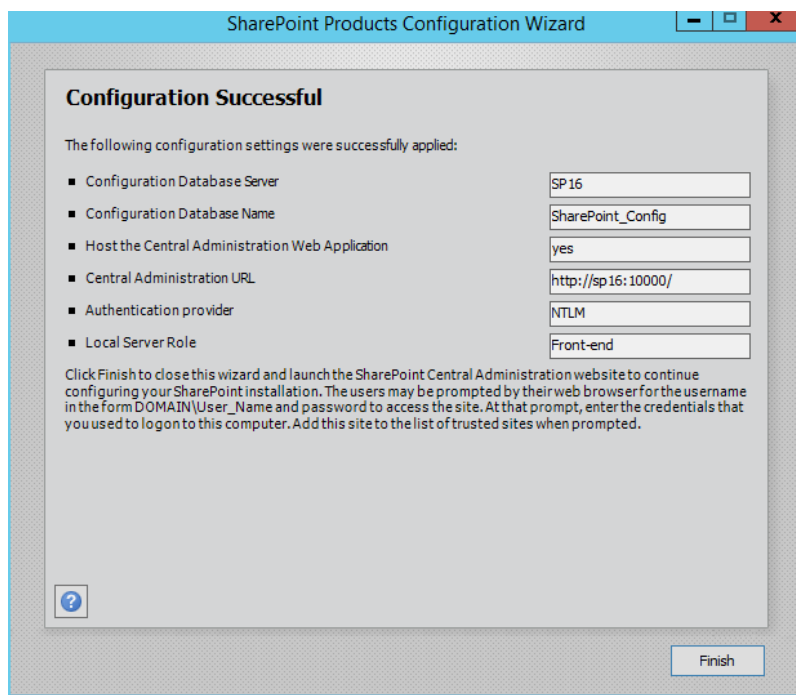 SharePoint Products Configuration Wizard
Configuration Successful
The following configuration settings were successfully applied:
Configuration Database Server SP16
Configuration Database Name SharePoint_Config
Host the Central Administration Web Application yes
Central Administration URL http://sp16:10000/
Authentication provider NTLM
Local Server Role Front-end
Click Finish to close this wizard and launch the SharePoint Central Administration website to continue
configuring your SharePoint installation. The users may be prompted by their web browser for the username
in the form DOMAIN\User_Name and password to access the site. At that prompt, enter the credentials that
you used to logon to this computer. Add this site to the list of trusted sites when prompted.
?
Finish